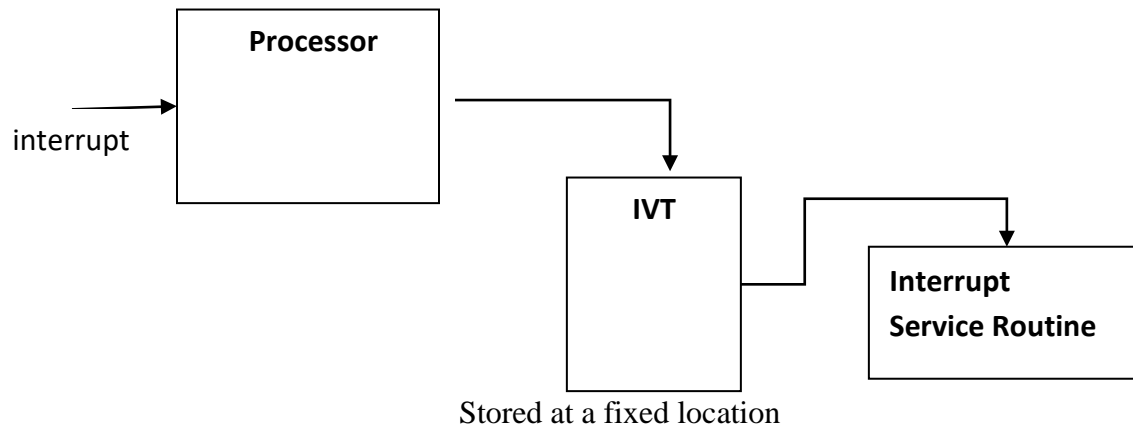 Processor
interrupt
IVT
Interrupt
Service Routine
Stored at a fixed location